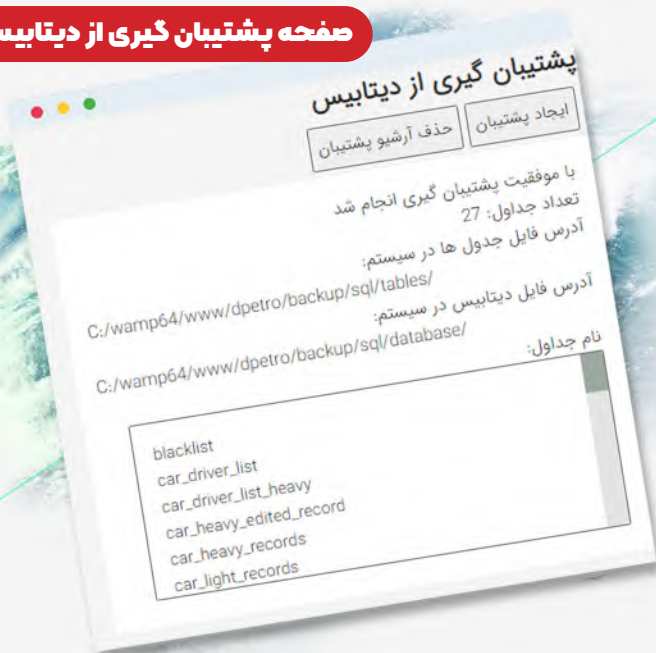 صفحه پشتیبان گیری از دیتابیس
پشتیبان گیری از دیتابیس
ایجاد پشتیبان
حذف آرشیو پشتیبان
با موفقیت پشتیبان گیری انجام شد
تعداد جداول: 27
آدرس فایل جدول ها در سیستم:
C:/wamp64/www/dpetro/backup/sql/tables/
آدرس فایل دیتابیس در سیستم:
C:/wamp64/www/dpetro/backup/sql/database/
نام جداول:
blacklist
car_driver_list
car_driver_list_heavy
car_heavy_edited_record
car_heavy_records
car_light_records